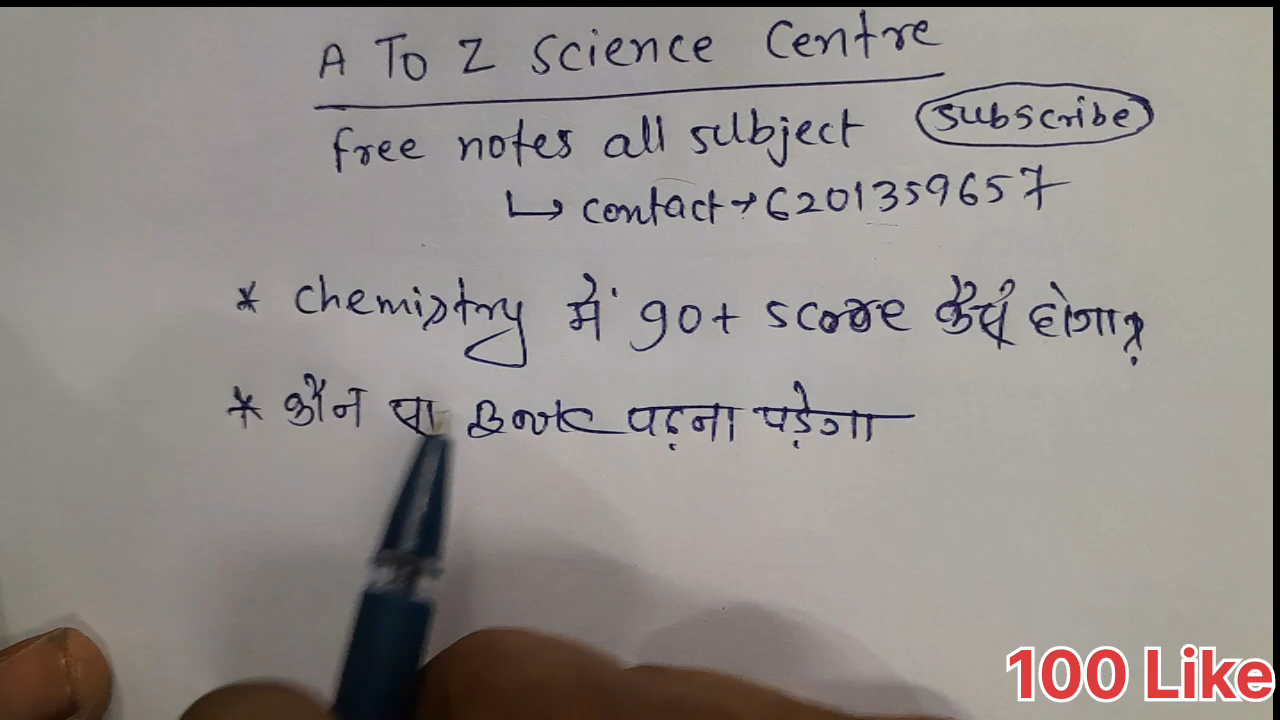 A To Z Science Centre
free notes all subject subscribe
↳ contact → 6201359657
* Chemistry में 90+ score कैसे होगा?
* कौन सा Book पढ़ना पड़ेगा
100 Like